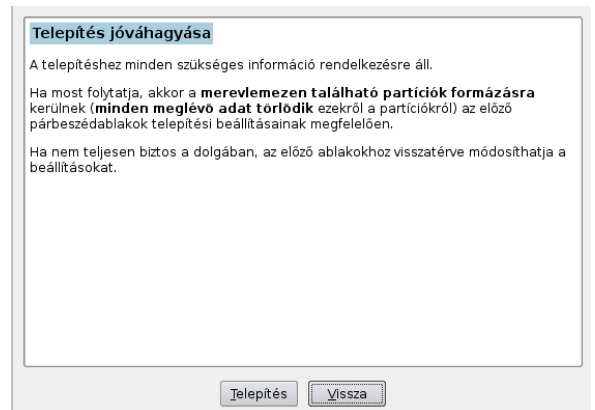 Telepítés jóváhagyása
A telepítéshez minden szükséges információ rendelkezésre áll.
Ha most folytatja, akkor a merevlemezen található partíciók formázásra
kerülnek (minden meglévő adat törlődik ezekről a partíciókról) az előző
párbeszédablakok telepítési beállításainak megfelelően.
Ha nem teljesen biztos a dolgában, az előző ablakokhoz visszatérve módosíthatja a
beállításokat.
Telepítés
Vissza